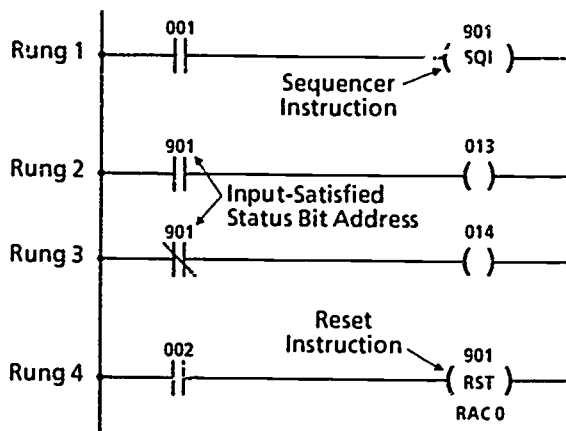 001
901
Rung 1
SQI
Sequencer
Instruction
901
013
Rung 2
Input-Satisfied
Status Bit Address
901
014
Rung 3
Reset
Instruction
002
901
Rung 4
RST
RAC 0